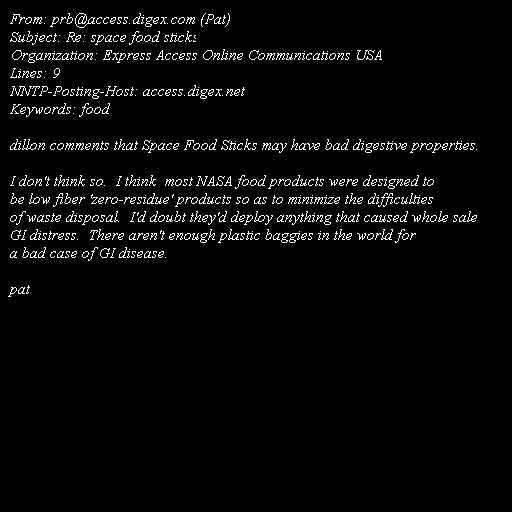 From: prb@access.digex.com (Pat)
Subject: Re: space food sticks
Organization: Express Access Online Communications USA
Lines: 9
NNTP-Posting-Host: access.digex.net
Keywords: food

dillon comments that Space Food Sticks may have bad digestive properties.

I don't think so.  I think  most NASA food products were designed to
be low fiber 'zero-residue' products so as to minimize the difficulties
of waste disposal.  I'd doubt they'd deploy anything that caused whole sale
GI distress.  There aren't enough plastic baggies in the world for
a bad case of GI disease.

pat